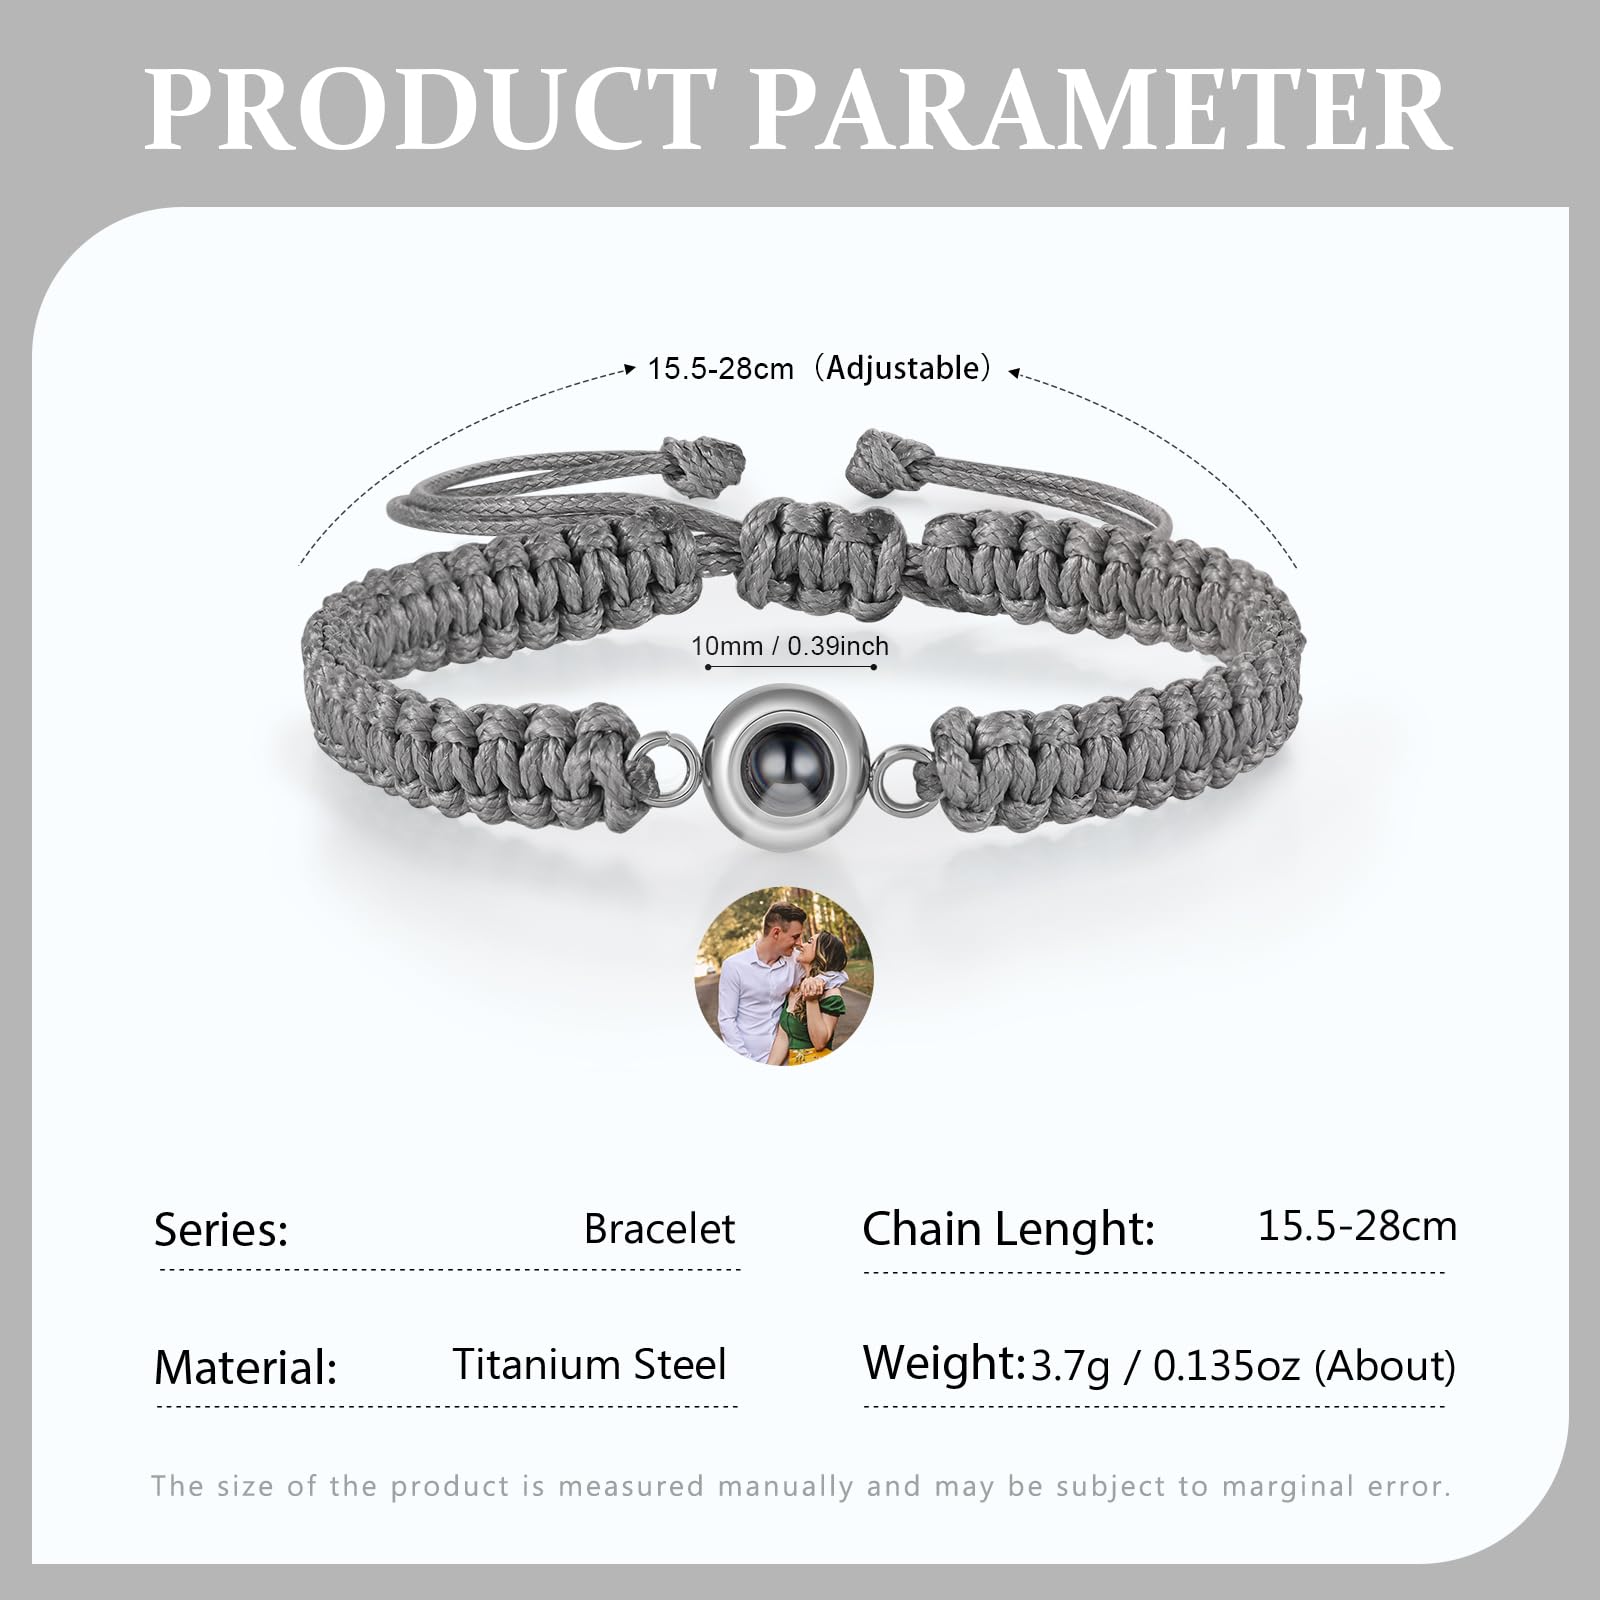 PRODUCT PARAMETER
15.5-28cm（Adjustable）
10mm / 0.39inch
Series: Bracelet
Chain Lenght: 15.5-28cm
Material: Titanium Steel
Weight: 3.7g / 0.135oz (About)
The size of the product is measured manually and may be subject to marginal error.